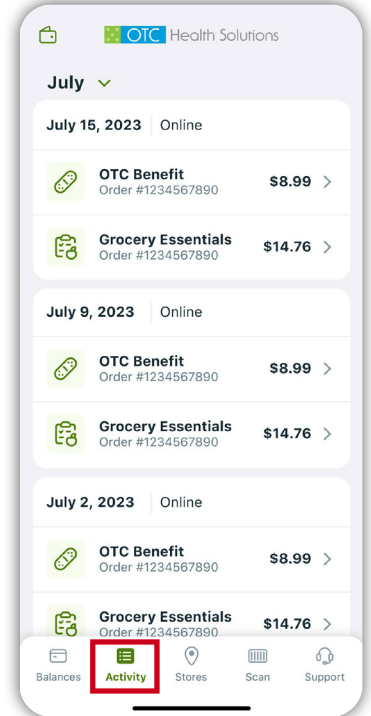 OTC Health Solutions
July
July 15, 2023 Online
OTC Benefit
Order #1234567890
$8.99
Grocery Essentials
Order #1234567890
$14.76
July 9, 2023 Online
OTC Benefit
Order #1234567890
$8.99
Grocery Essentials
Order #1234567890
$14.76
July 2, 2023 Online
OTC Benefit
Order #1234567890
$8.99
Grocery Essentials
Order #1234567890
$14.76
Balances Activity Stores Scan Support